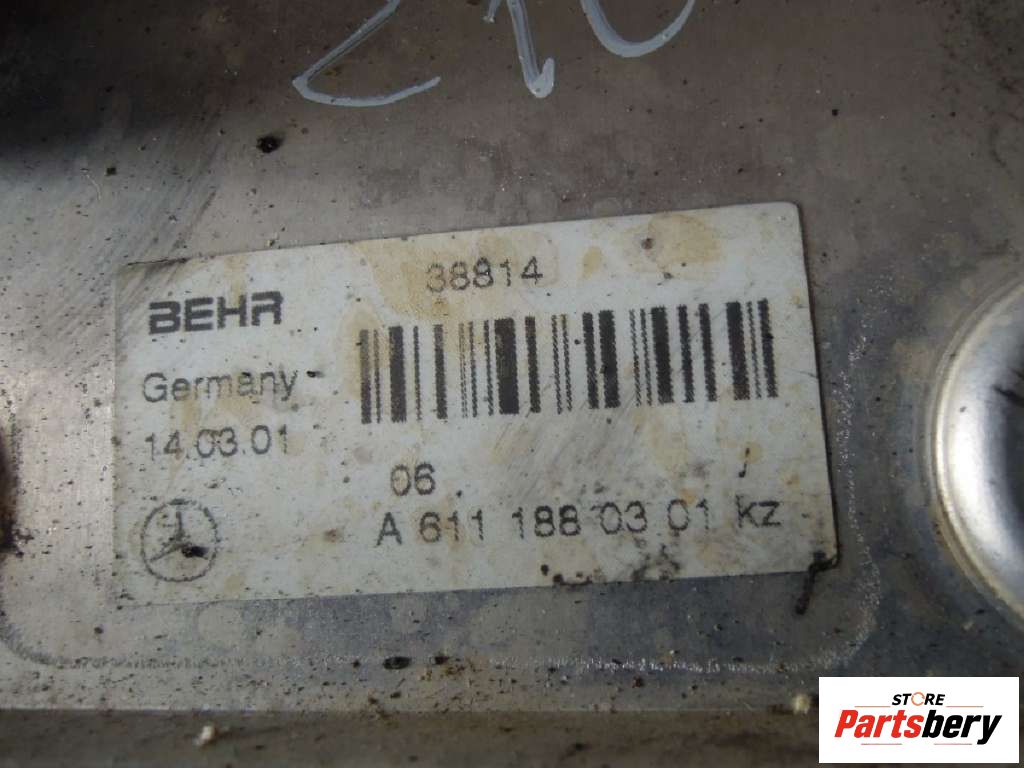 38814
BEHR
Germany
14.03.01
06
A 611 188 03 01 kz
STORE
Partsbery